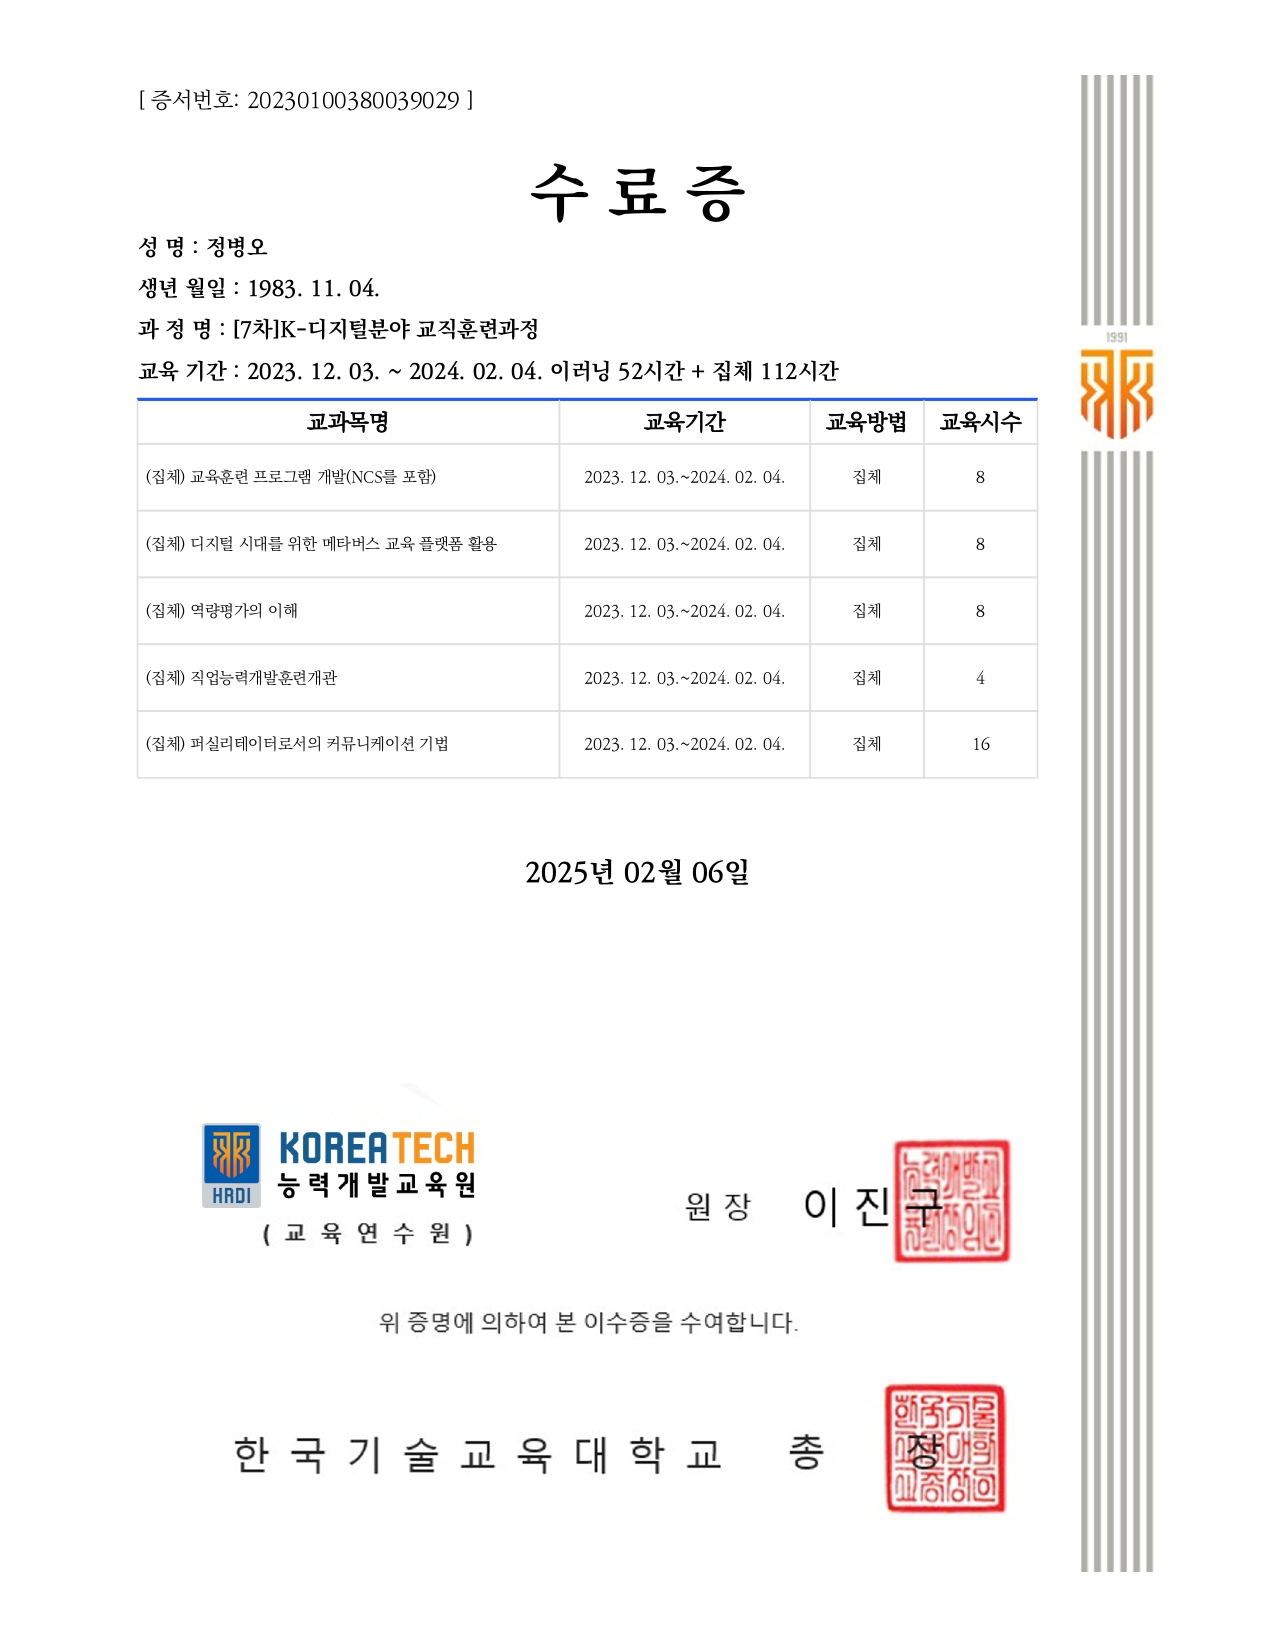 [ 증서번호: 20230100380039029 ]
수 료 증
성 명 : 정병오
생년 월일 : 1983. 11. 04.
과 정 명 : [7차]K-디지털분야 교직훈련과정
교육 기간 : 2023. 12. 03. ~ 2024. 02. 04. 이러닝 52시간 + 집체 112시간
교과목명 교육기간 교육방법 교육시수
(집체) 교육훈련 프로그램 개발(NCS를 포함) 2023. 12. 03.~2024. 02. 04. 집체 8
(집체) 디지털 시대를 위한 메타버스 교육 플랫폼 활용 2023. 12. 03.~2024. 02. 04. 집체 8
(집체) 역량평가의 이해 2023. 12. 03.~2024. 02. 04. 집체 8
(집체) 직업능력개발훈련개관 2023. 12. 03.~2024. 02. 04. 집체 4
(집체) 퍼실리테이터로서의 커뮤니케이션 기법 2023. 12. 03.~2024. 02. 04. 집체 16
1991
2025년 02월 06일
KOREATECH
HRDI 능력개발교육원
( 교 육 연 수 원 )
원 장 이 진 구
위 증명에 의하여 본 이수증을 수여합니다.
한 국 기 술 교 육 대 학 교 총 장